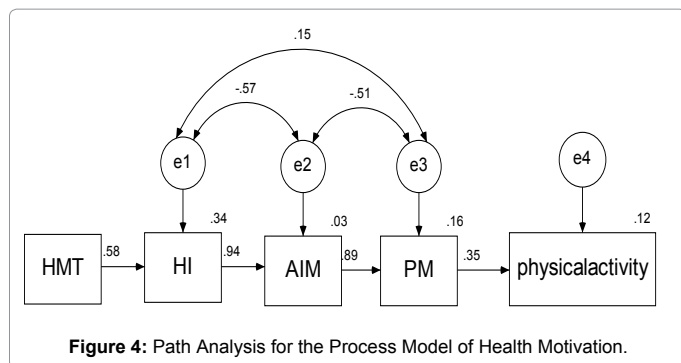 .15
-.57
-.51
e1
e2
e3
e4
.34
.03
.16
.12
HMT
.58
HI
.94
AIM
.89
PM
.35
physicalactivity
Figure 4: Path Analysis for the Process Model of Health Motivation.